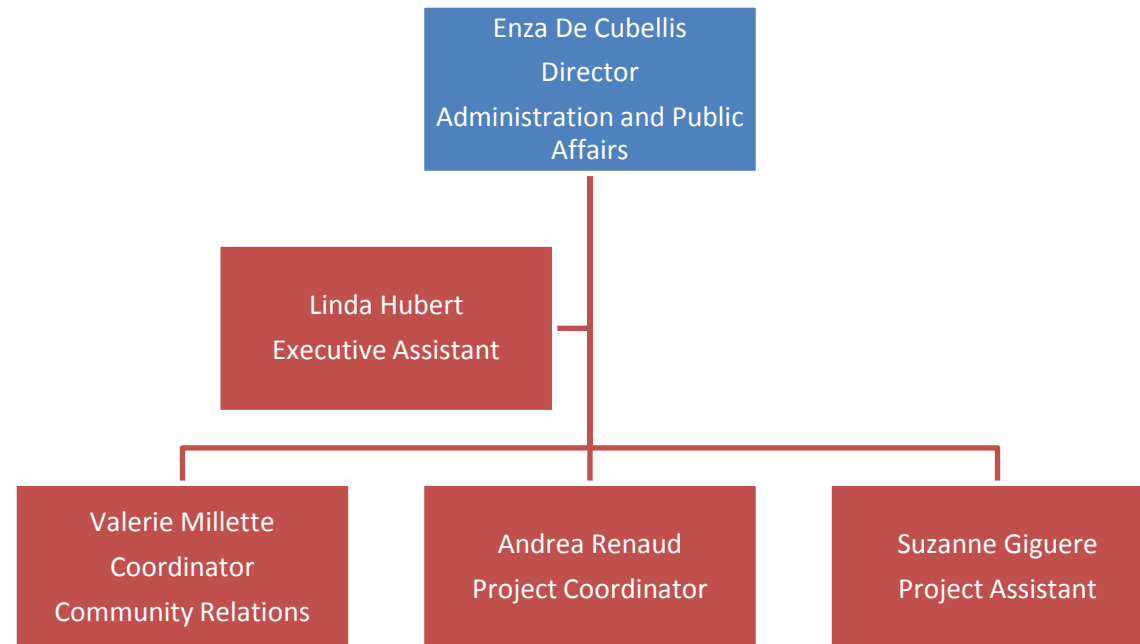 Enza De Cubellis
Director
Administration and Public
Affairs
Linda Hubert
Executive Assistant
Valerie Millette
Coordinator
Community Relations
Andrea Renaud
Project Coordinator
Suzanne Giguere
Project Assistant